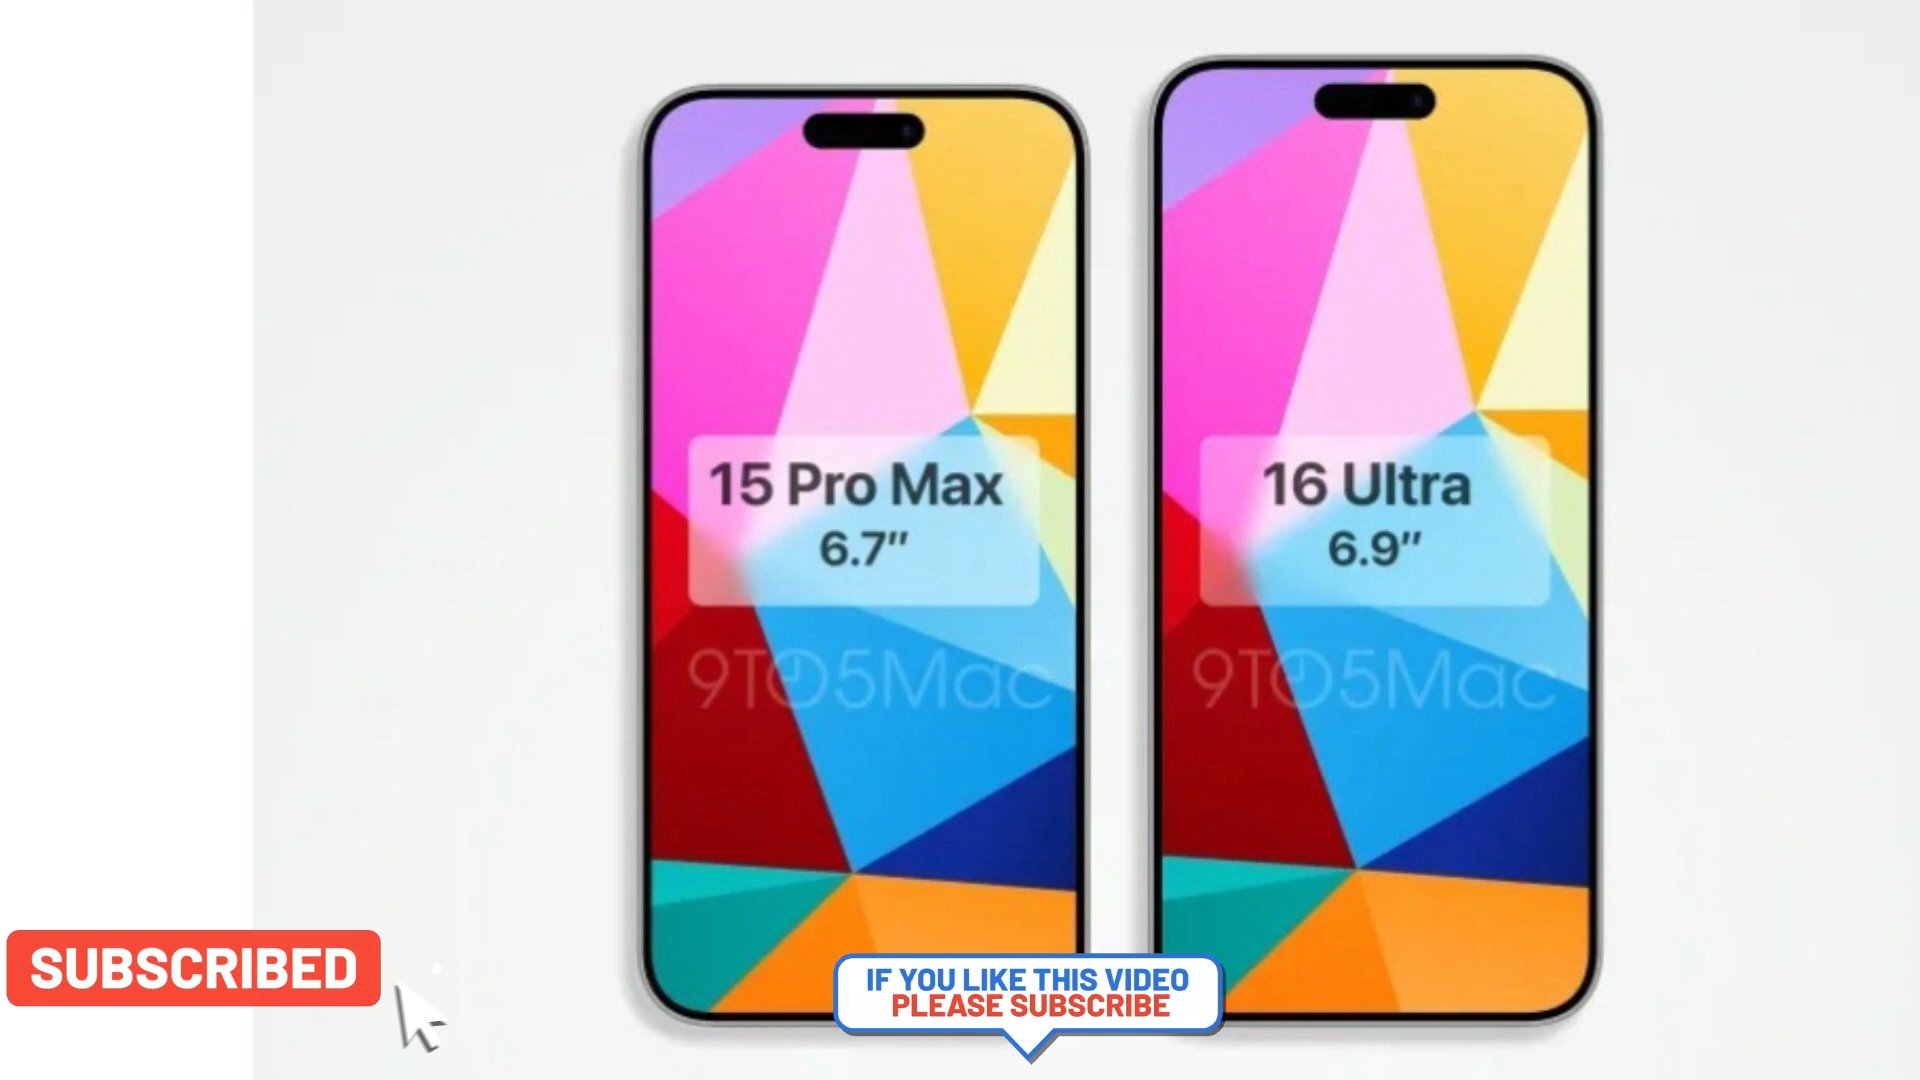 15 Pro Max
6.7″
9TO5Mac
16 Ultra
6.9″
9TO5Mac
SUBSCRIBED
IF YOU LIKE THIS VIDEO
PLEASE SUBSCRIBE